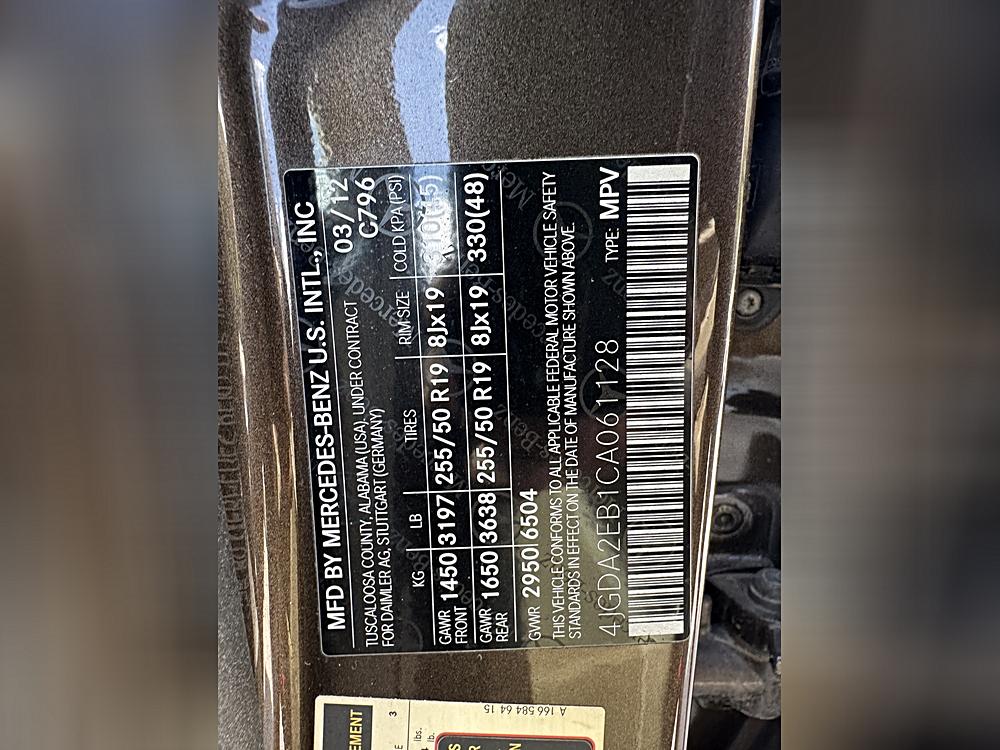 MFD BY MERCEDES-BENZ U.S. INTL., INC
TUSCALOOSA COUNTY, ALABAMA (USA), UNDER CONTRACT 03/12
FOR DAIMLER AG, STUTTGART (GERMANY) C796
KG LB TIRES RIM SIZE COLD KPA (PSI)
GAWR FRONT 1450 3197 255/50 R19 8Jx19
GAWR REAR 1650 3638 255/50 R19 8Jx19 330(48)
GVWR 2950 6504
THIS VEHICLE CONFORMS TO ALL APPLICABLE FEDERAL MOTOR VEHICLE SAFETY
STANDARDS IN EFFECT ON THE DATE OF MANUFACTURE SHOWN ABOVE.
4JGDA2EB1CA061128 TYPE: MPV
A 166 584 64 15
EMENT
3
lbs.
lb.